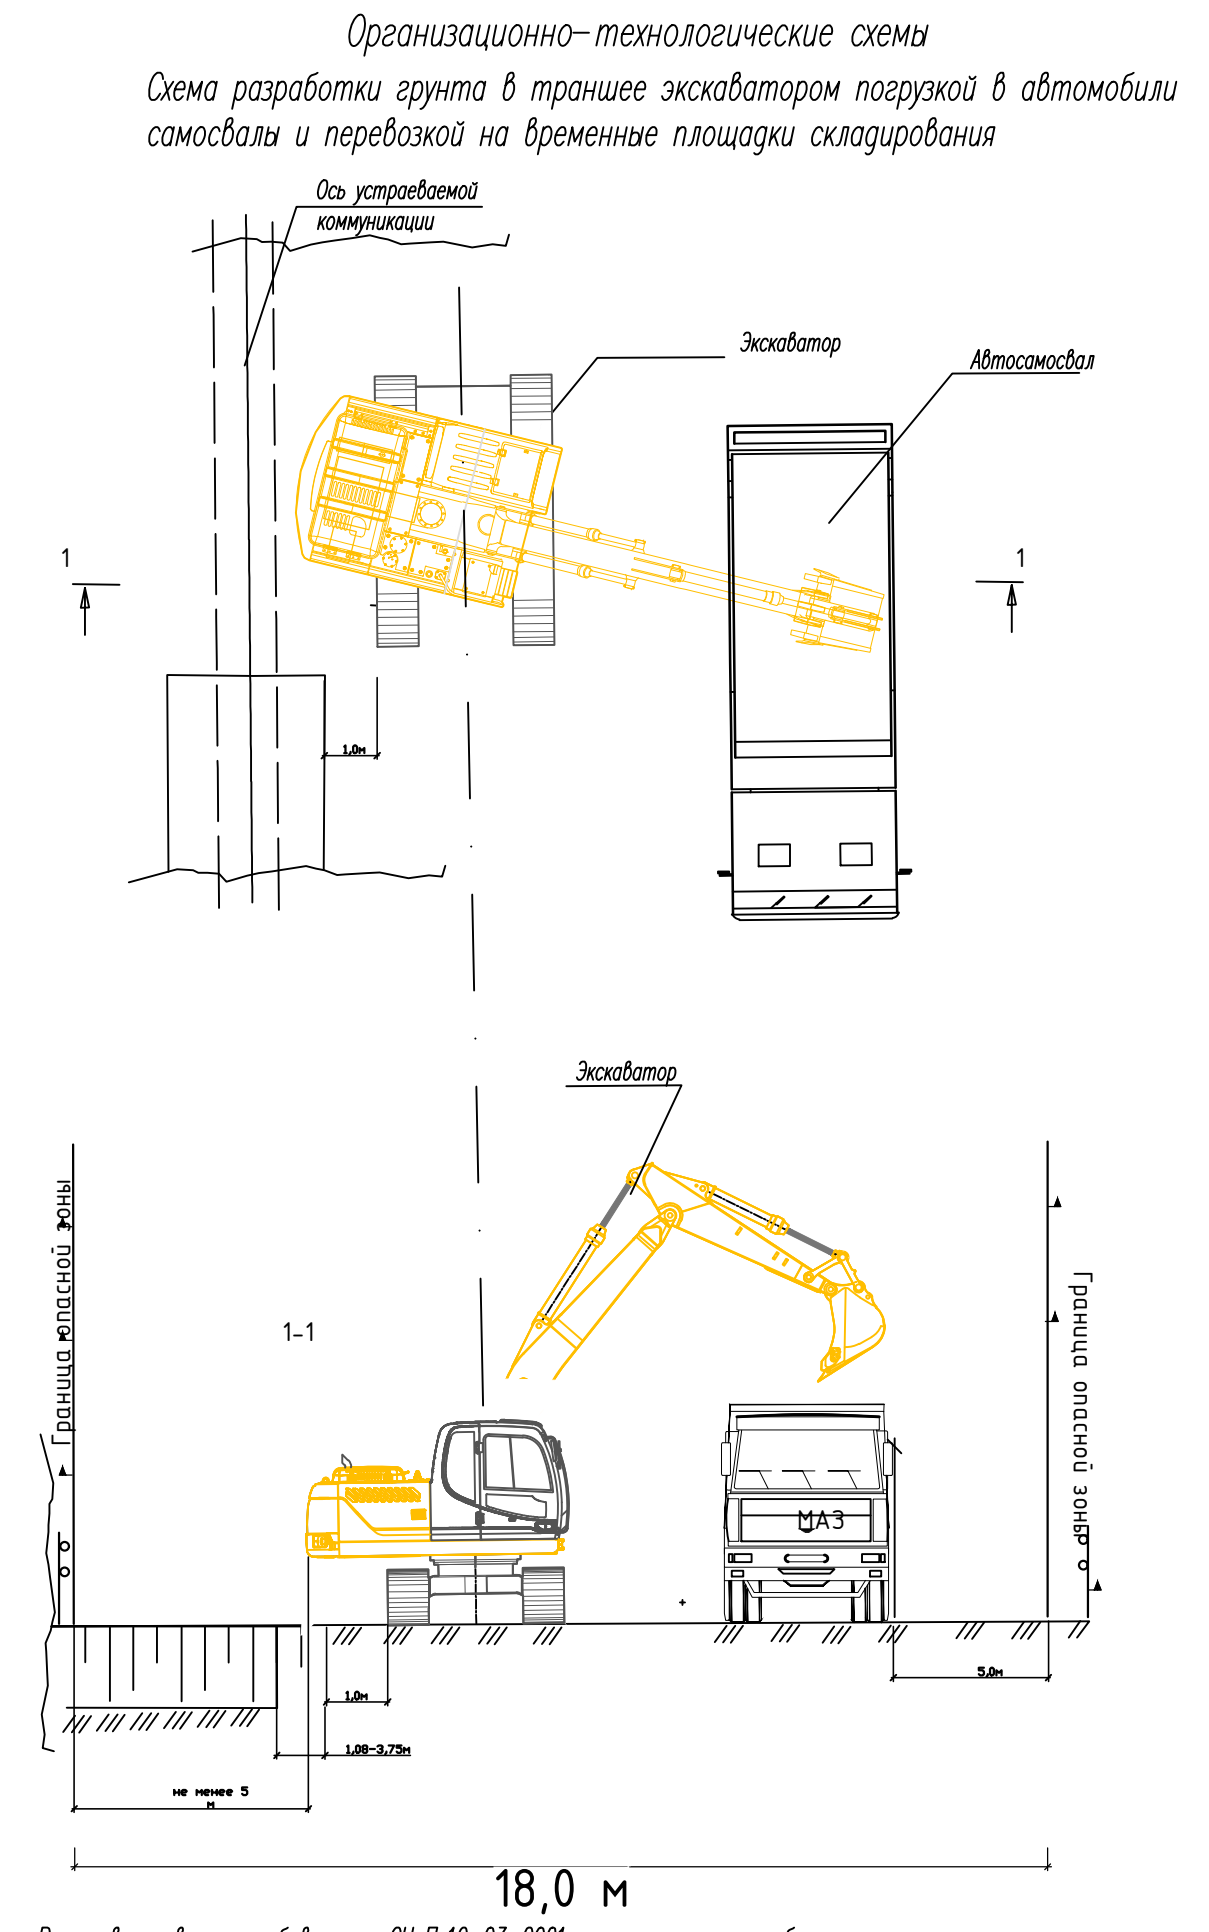 Организационно-технологические схемы
Схема разработки грунта в траншее экскаватором погрузкой в автомобили
самосвалы и перевозкой на временные площадки складирования
Ось устраеваемой
коммуникации
Экскаватор
Автосамосвал
1
1
1,0м
Экскаватор
Граница опасной зоны
Граница опасной зоны
1-1
МАЗ
5,0м
1,0м
1,08-3,75м
не менее 5
м
18,0 м